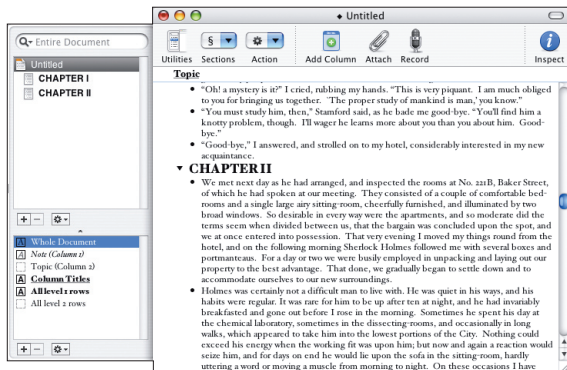 Untitled
Utilities Sections Action Add Column Attach Record Inspect
Topic
Entire Document
Untitled
CHAPTER I
CHAPTER II
Whole Document
Note (Column 1)
Topic (Column 2)
Column Titles
All level 1 rows
All level 2 rows
• “Oh! a mystery is it?” I cried, rubbing my hands. “This is very piquant. I am much obliged
to you for bringing us together. ‘The proper study of mankind is man,’ you know.”
• “You must study him, then,” Stamford said, as he bade me good-bye. “You’ll find him a
knotty problem, though. I’ll wager he learns more about you than you about him. Good-
bye.”
• “Good-bye,” I answered, and strolled on to my hotel, considerably interested in my new
acquaintance.
CHAPTER II
• We met next day as he had arranged, and inspected the rooms at No. 221B, Baker Street,
of which he had spoken at our meeting. They consisted of a couple of comfortable bed-
rooms and a single large airy sitting-room, cheerfully furnished, and illuminated by two
broad windows. So desirable in every way were the apartments, and so moderate did the
terms seem when divided between us, that the bargain was concluded upon the spot, and
we at once entered into possession. That very evening I moved my things round from the
hotel, and on the following morning Sherlock Holmes followed me with several boxes and
portmanteaus. For a day or two we were busily employed in unpacking and laying out our
property to the best advantage. That done, we gradually began to settle down and to
accommodate ourselves to our new surroundings.
• Holmes was certainly not a difficult man to live with. He was quiet in his ways, and his
habits were regular. It was rare for him to be up after ten at night, and he had invariably
breakfasted and gone out before I rose in the morning. Sometimes he spent his day at
the chemical laboratory, sometimes in the dissecting-rooms, and occasionally in long
walks, which appeared to take him into the lowest portions of the City. Nothing could
exceed his energy when the working fit was upon him; but now and again a reaction would
seize him, and for days on end he would lie upon the sofa in the sitting-room, hardly
uttering a word or moving a muscle from morning to night. On these occasions I have